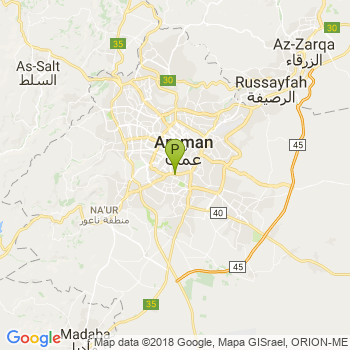 35
Az-Zarqa
الزرقاء
As-Salt
السلط
30
30
Russayfah
الرصيفة
Amman
عمان
P
45
NA'UR
منطقة ناعور
40
45
35
Madaba
Google
Map data ©2018 Google, Mapa GISrael, ORION-ME